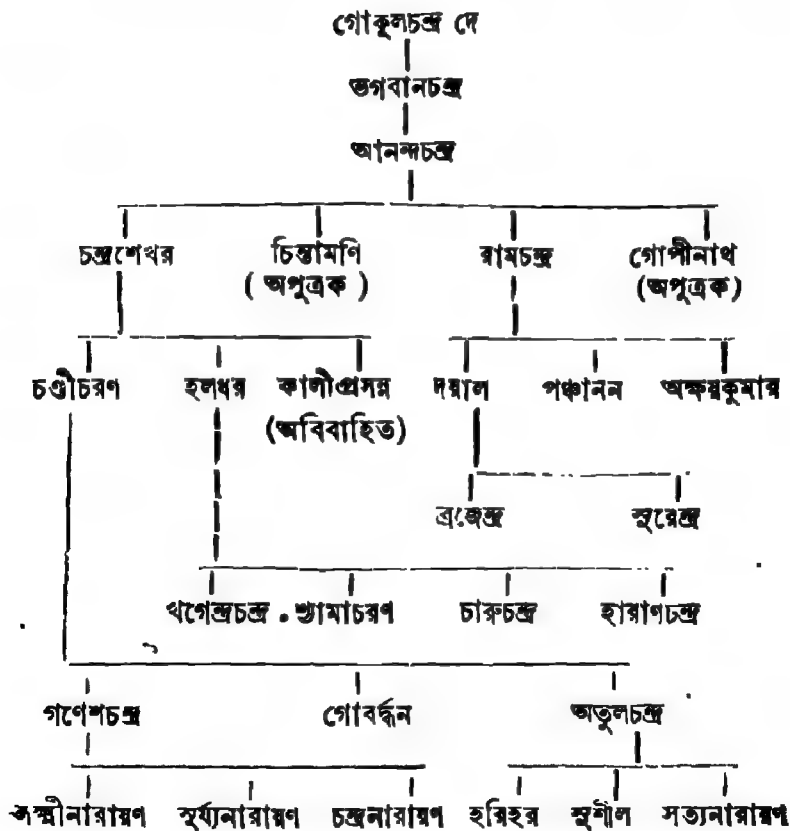 গোকুলচন্দ্র দে
ভগবানচন্দ্র
আনন্দচন্দ্র
চন্দ্রশেখর চিন্তামণি রামচন্দ্র গোপীনাথ
( অপুত্রক ) (অপুত্রক)
চণ্ডীচরণ হলধর কালীপ্রসন্ন দয়াল পঞ্চানন অক্ষয়কুমার
(অবিবাহিত)
ব্রজেন্দ্র সুরেন্দ্র
খগেন্দ্রচন্দ্র শ্যামাচরণ চারুচন্দ্র হারাণচন্দ্র
গণেশচন্দ্র গোবর্দ্ধন অতুলচন্দ্র
লক্ষ্মীনারায়ণ সূর্য্যনারায়ণ চন্দ্রনারায়ণ হরিহর সুশীল সত্যনারায়ণ